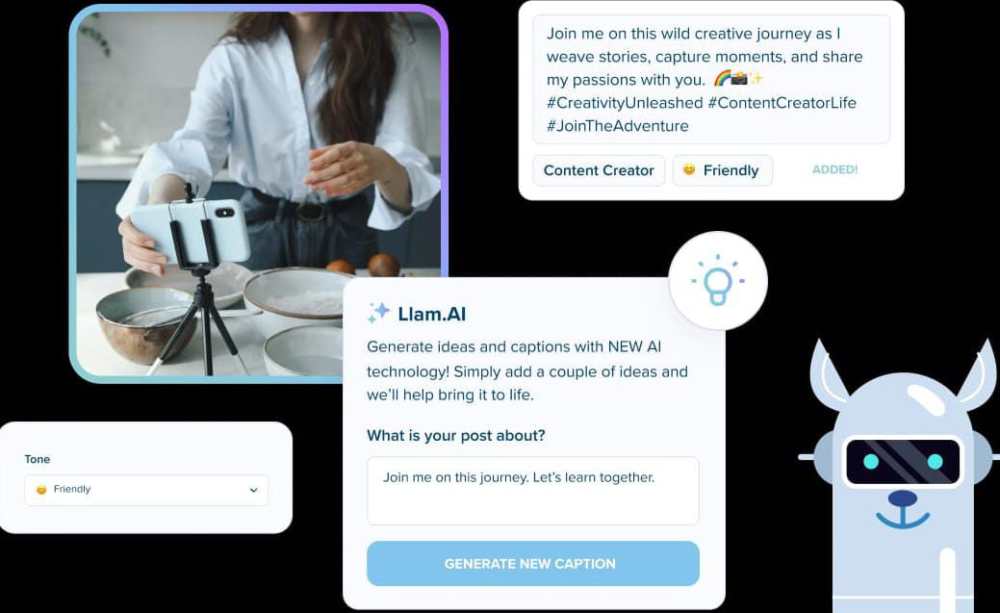 Join me on this wild creative journey as I
weave stories, capture moments, and share
my passions with you. 🌈📸✨
#CreativityUnleashed #ContentCreatorLife
#JoinTheAdventure
Content Creator
😊 Friendly
ADDED!
Llam.AI
Generate ideas and captions with NEW AI
technology! Simply add a couple of ideas and
we'll help bring it to life.
What is your post about?
Join me on this journey. Let's learn together.
GENERATE NEW CAPTION
Tone
😊 Friendly